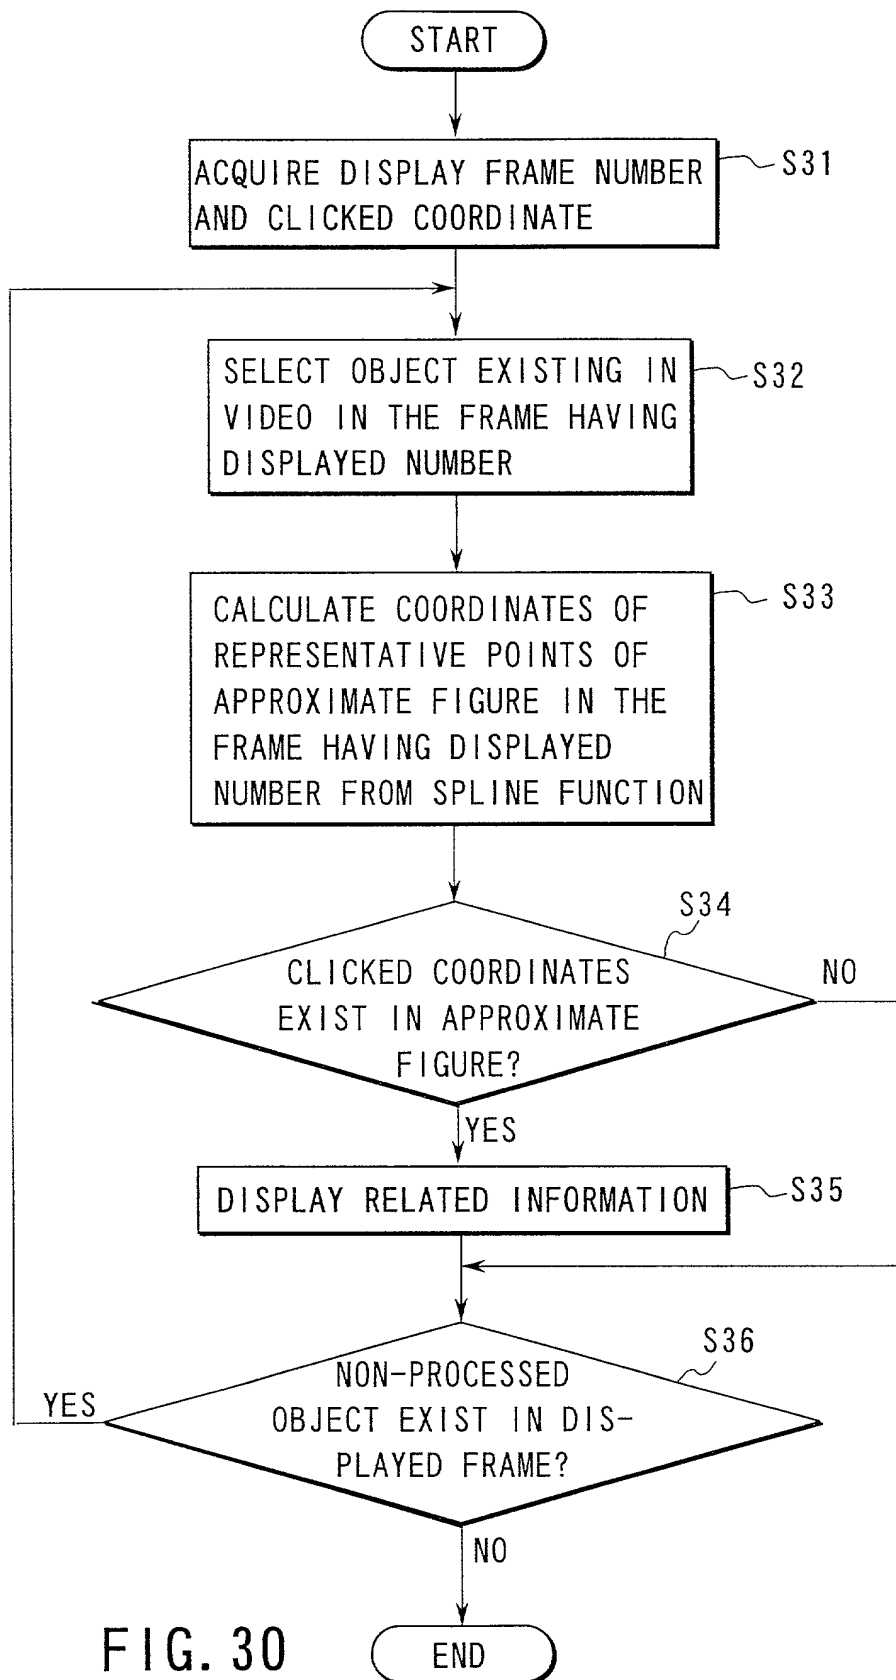 START
ACQUIRE DISPLAY FRAME NUMBER
AND CLICKED COORDINATE
S31
SELECT OBJECT EXISTING IN
VIDEO IN THE FRAME HAVING
DISPLAYED NUMBER
S32
CALCULATE COORDINATES OF
REPRESENTATIVE POINTS OF
APPROXIMATE FIGURE IN THE
FRAME HAVING DISPLAYED
NUMBER FROM SPLINE FUNCTION
S33
S34
CLICKED COORDINATES
EXIST IN APPROXIMATE
FIGURE?
NO
YES
DISPLAY RELATED INFORMATION
S35
S36
NON-PROCESSED
OBJECT EXIST IN DIS-
PLAYED FRAME?
YES
NO
END
FIG. 30